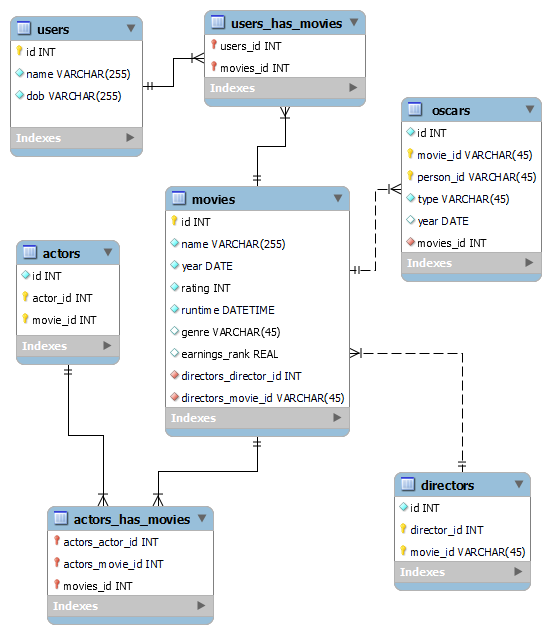 users
id INT
name VARCHAR(255)
dob VARCHAR(255)
Indexes
users_has_movies
users_id INT
movies_id INT
Indexes
oscars
id INT
movie_id VARCHAR(45)
person_id VARCHAR(45)
type VARCHAR(45)
year DATE
movies_id INT
Indexes
movies
id INT
name VARCHAR(255)
year DATE
rating INT
runtime DATETIME
genre VARCHAR(45)
earnings_rank REAL
directors_director_id INT
directors_movie_id VARCHAR(45)
Indexes
actors
id INT
actor_id INT
movie_id INT
Indexes
directors
id INT
director_id INT
movie_id VARCHAR(45)
Indexes
actors_has_movies
actors_actor_id INT
actors_movie_id INT
movies_id INT
Indexes